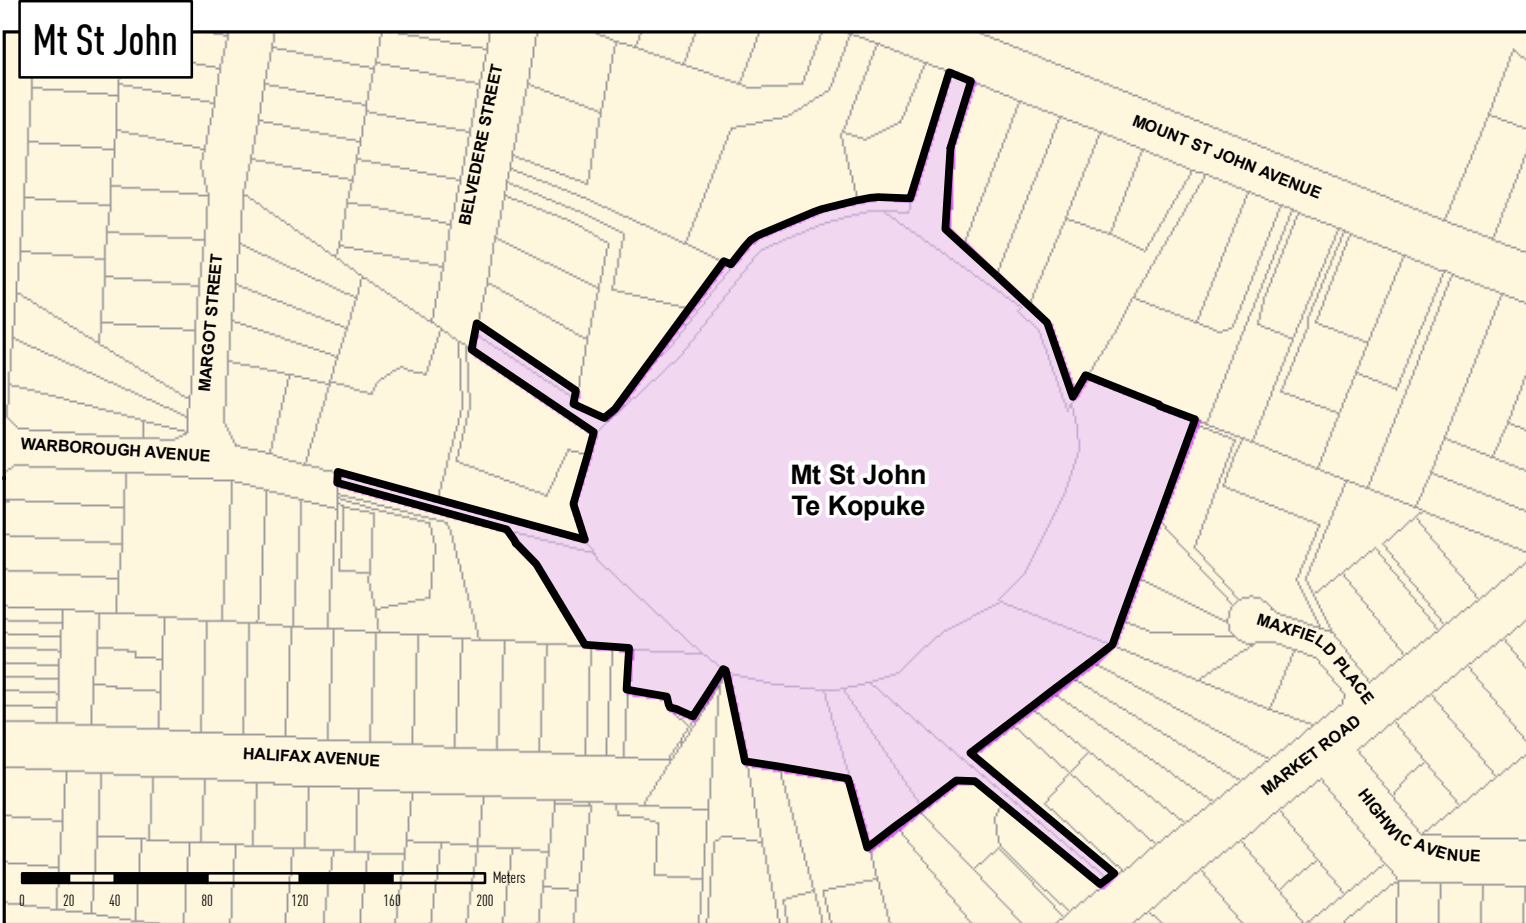 Mt St John
BELVEDERE STREET
MOUNT ST JOHN AVENUE
MARGOT STREET
WARBOROUGH AVENUE
Mt St John
Te Kopuke
MAXFIELD PLACE
MARKET ROAD
HALIFAX AVENUE
HIGHWIC AVENUE
Meters
0 20 40 80 120 160 200